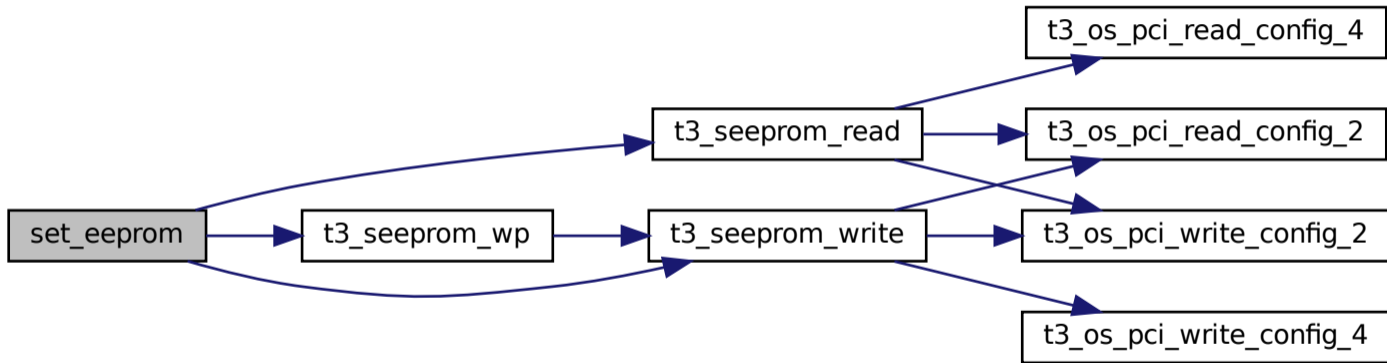 set_eeprom
t3_seeprom_wp
t3_seeprom_read
t3_seeprom_write
t3_os_pci_read_config_4
t3_os_pci_read_config_2
t3_os_pci_write_config_2
t3_os_pci_write_config_4